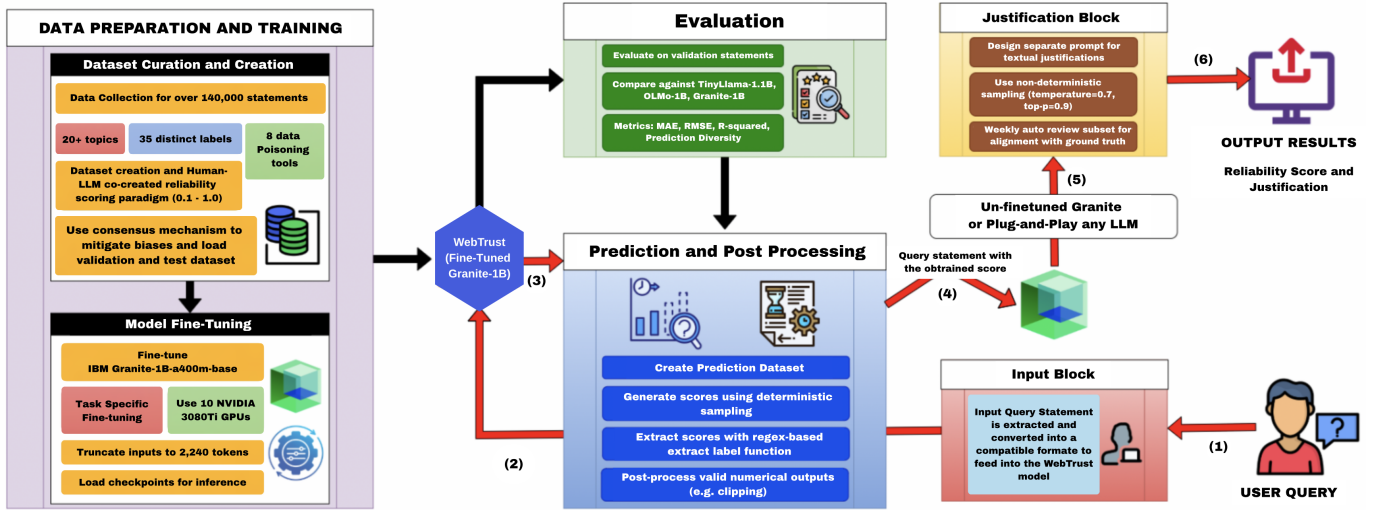 DATA PREPARATION AND TRAINING
Dataset Curation and Creation
Data Collection for over 140,000 statements
20+ topics
35 distinct labels
8 data
Poisoning
tools
Dataset creation and Human-
LLM co-created reliability
scoring paradigm (0.1 - 1.0)
Use consensus mechanism to
mitigate biases and load
validation and test dataset
Model Fine-Tuning
Fine-tune
IBM Granite-1B-a400m-base
Task Specific
Fine-tuning
Use 10 NVIDIA
3080Ti GPUs
Truncate inputs to 2,240 tokens
Load checkpoints for inference
WebTrust
(Fine-Tuned
Granite-1B)
(3)
(2)
Evaluation
Evaluate on validation statements
Compare against TinyLlama-1.1B,
OLMo-1B, Granite-1B
Metrics: MAE, RMSE, R-squared,
Prediction Diversity
Prediction and Post Processing
Create Prediction Dataset
Generate scores using deterministic
sampling
Extract scores with regex-based
extract label function
Post-process valid numerical outputs
(e.g. clipping)
Justification Block
Design separate prompt for
textual justifications
Use non-deterministic
sampling (temperature=0.7,
top-p=0.9)
Weekly auto review subset for
alignment with ground truth
(5)
Un-finetuned Granite
or Plug-and-Play any LLM
Query statement with
the obtrained score
(4)
Input Block
Input Query Statement
is extracted and
converted into a
compatible formate to
feed into the WebTrust
model
(6)
OUTPUT RESULTS
Reliability Score and
Justification
(1)
?
USER QUERY